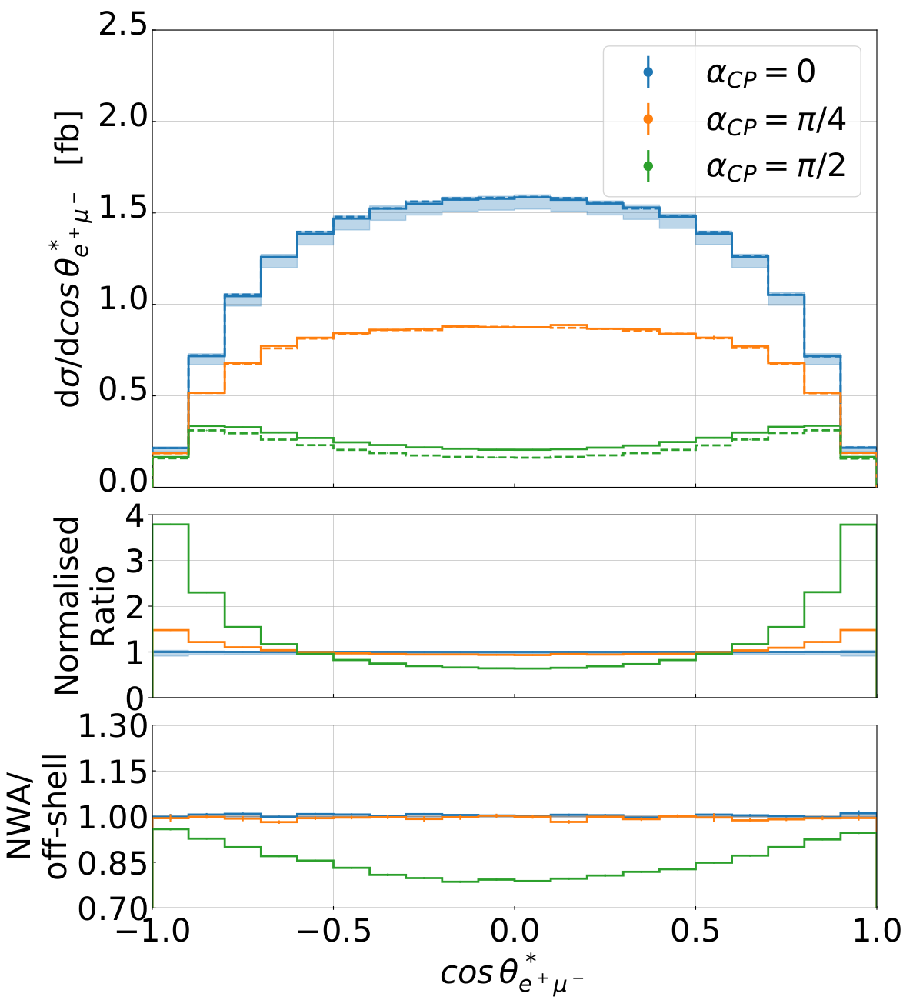 2.5
2.0
1.5
1.0
0.5
0.0
dσ/dcos θ*e⁺μ⁻ [fb]
α_CP = 0
α_CP = π/4
α_CP = π/2
4
3
2
1
0
Normalised
Ratio
1.30
1.15
1.00
0.85
0.70
NWA/
off-shell
−1.0 −0.5 0.0 0.5 1.0
cos θ*e⁺μ⁻